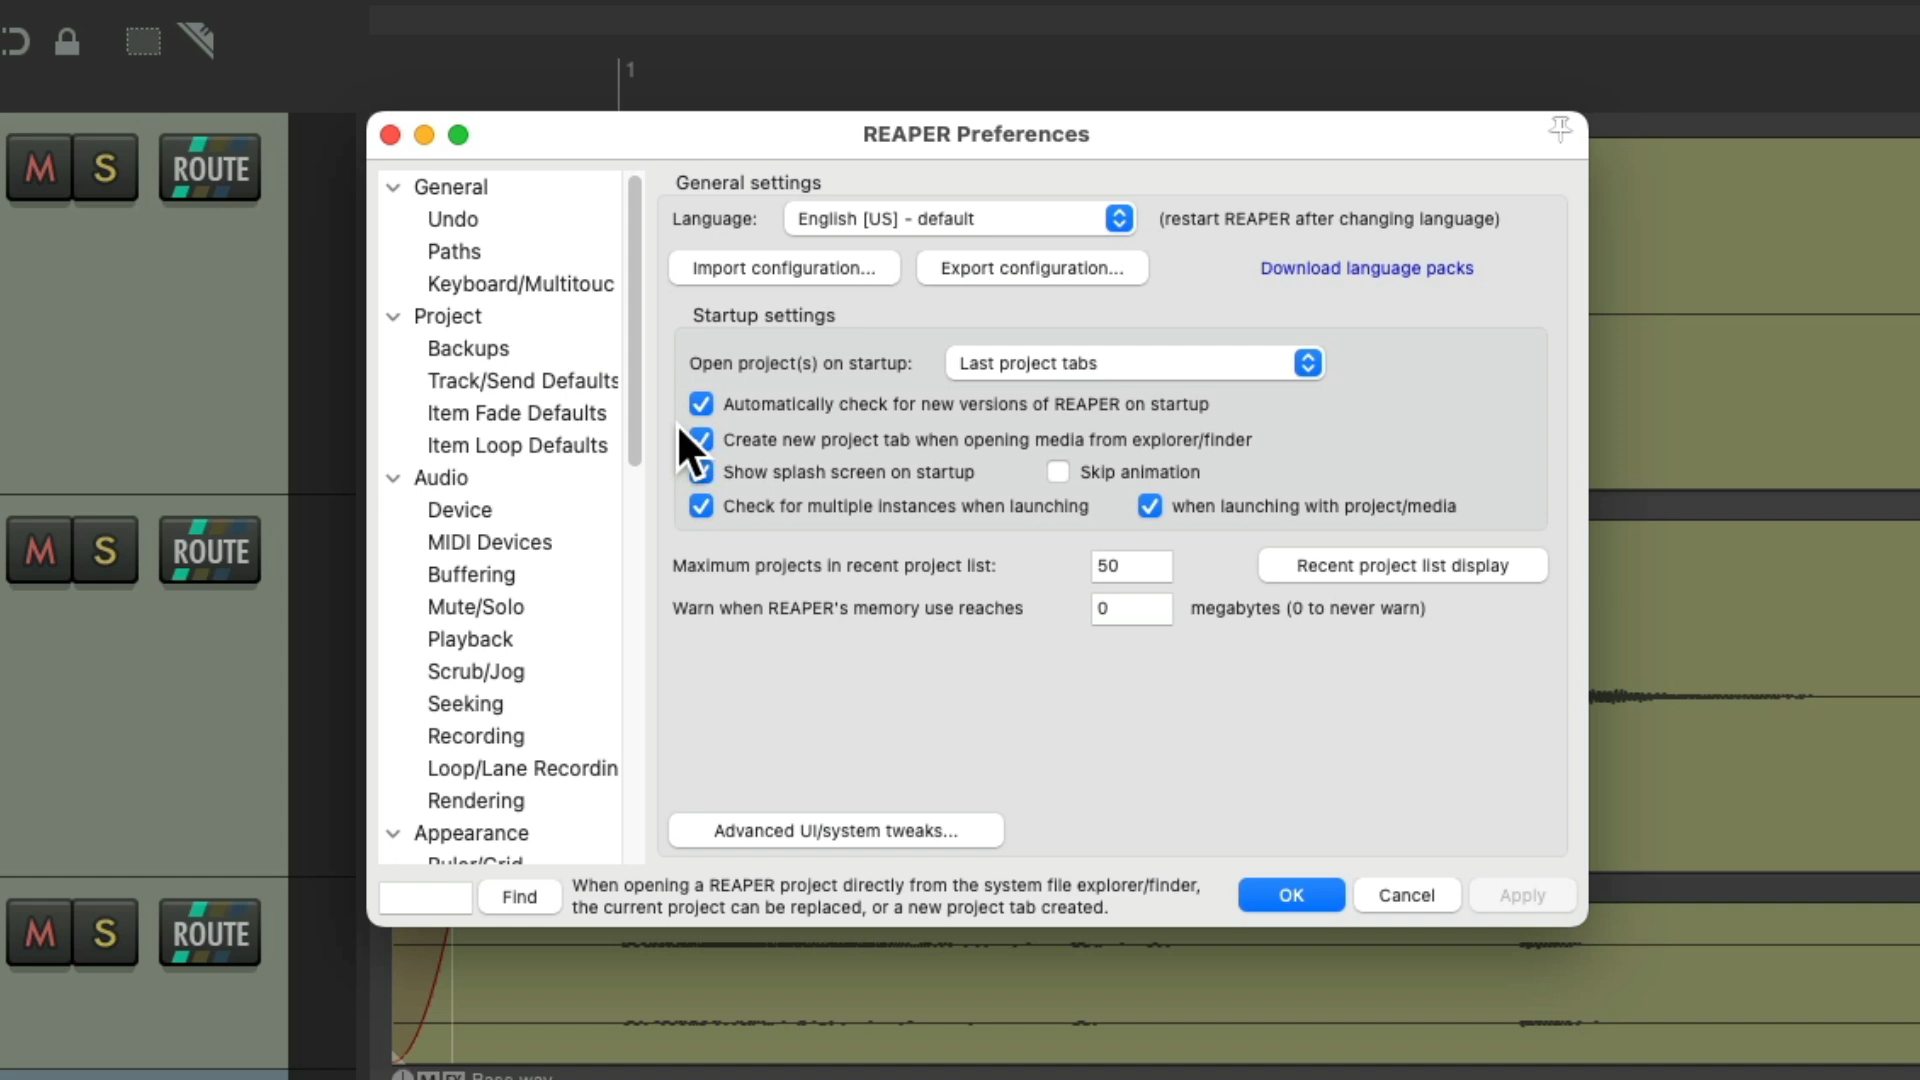 1
M S ROUTE
M S ROUTE
M S ROUTE
REAPER Preferences
General
Undo
Paths
Keyboard/Multitouc
Project
Backups
Track/Send Defaults
Item Fade Defaults
Item Loop Defaults
Audio
Device
MIDI Devices
Buffering
Mute/Solo
Playback
Scrub/Jog
Seeking
Recording
Loop/Lane Recordin
Rendering
Appearance
Ruler/Grid
General settings
Language: English [US] - default (restart REAPER after changing language)
Import configuration... Export configuration... Download language packs
Startup settings
Open project(s) on startup: Last project tabs
Automatically check for new versions of REAPER on startup
Create new project tab when opening media from explorer/finder
Show splash screen on startup Skip animation
Check for multiple instances when launching when launching with project/media
Maximum projects in recent project list: 50 Recent project list display
Warn when REAPER's memory use reaches 0 megabytes (0 to never warn)
Advanced UI/system tweaks...
Find
When opening a REAPER project directly from the system file explorer/finder,
the current project can be replaced, or a new project tab created.
OK Cancel Apply
Bass.wav